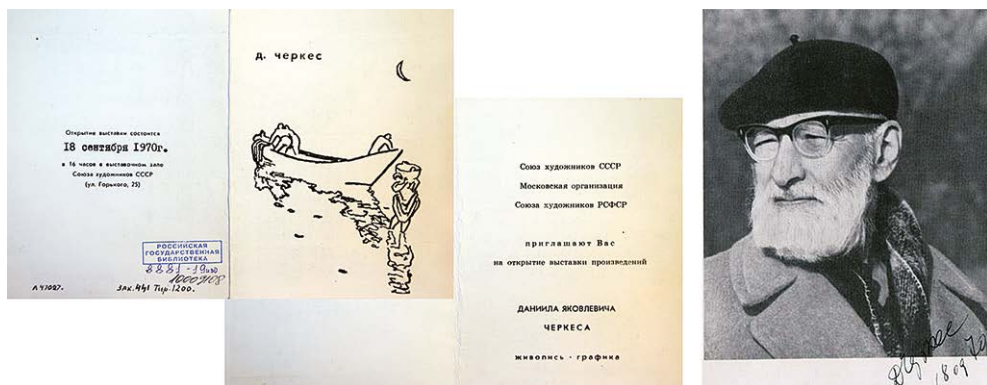 Открытие выставки состоится
18 сентября 1970г.
в 16 часов в выставочном зале
Союза художников СССР
(ул. Горького, 25)
РОССИЙСКАЯ
ГОСУДАРСТВЕННАЯ
БИБЛИОТЕКА
Зак. 441 Тир. 1200.
д. черкес
Союз художников СССР
Московская организация
Союза художников РСФСР
приглашают Вас
на открытие выставки произведений
ДАНИИЛА ЯКОВЛЕВИЧА
ЧЕРКЕСА
живопись - графика